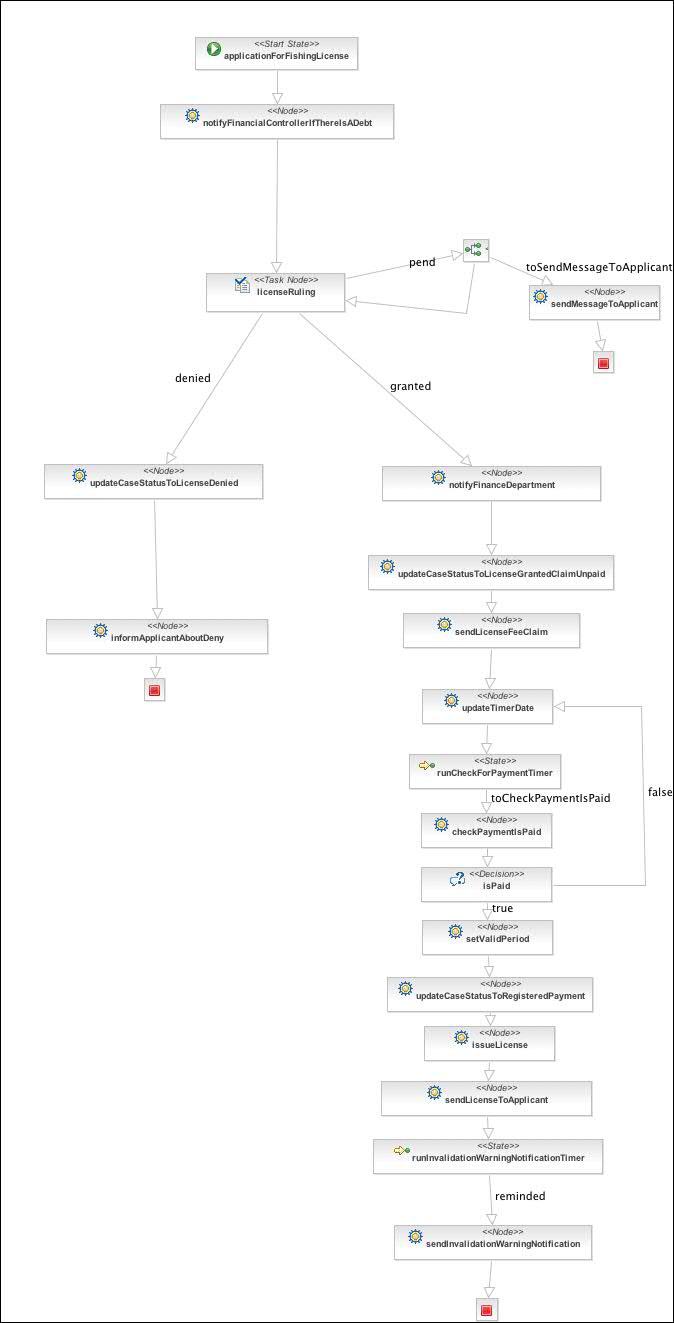 <<Start State>>
applicationForFishingLicense
<<Node>>
notifyFinancialControllerIfThereIsADebt
pend
toSendMessageToApplicant
<<Task Node>>
licenseRuling
<<Node>>
sendMessageToApplicant
denied
granted
<<Node>>
updateCaseStatusToLicenseDenied
<<Node>>
notifyFinanceDepartment
<<Node>>
updateCaseStatusToLicenseGrantedClaimUnpaid
<<Node>>
informApplicantAboutDeny
<<Node>>
sendLicenseFeeClaim
<<Node>>
updateTimerDate
<<State>>
runCheckForPaymentTimer
toCheckPaymentIsPaid
false
<<Node>>
checkPaymentIsPaid
<<Decision>>
isPaid
true
<<Node>>
setValidPeriod
<<Node>>
updateCaseStatusToRegisteredPayment
<<Node>>
issueLicense
<<Node>>
sendLicenseToApplicant
<<State>>
runInvalidationWarningNotificationTimer
reminded
<<Node>>
sendInvalidationWarningNotification